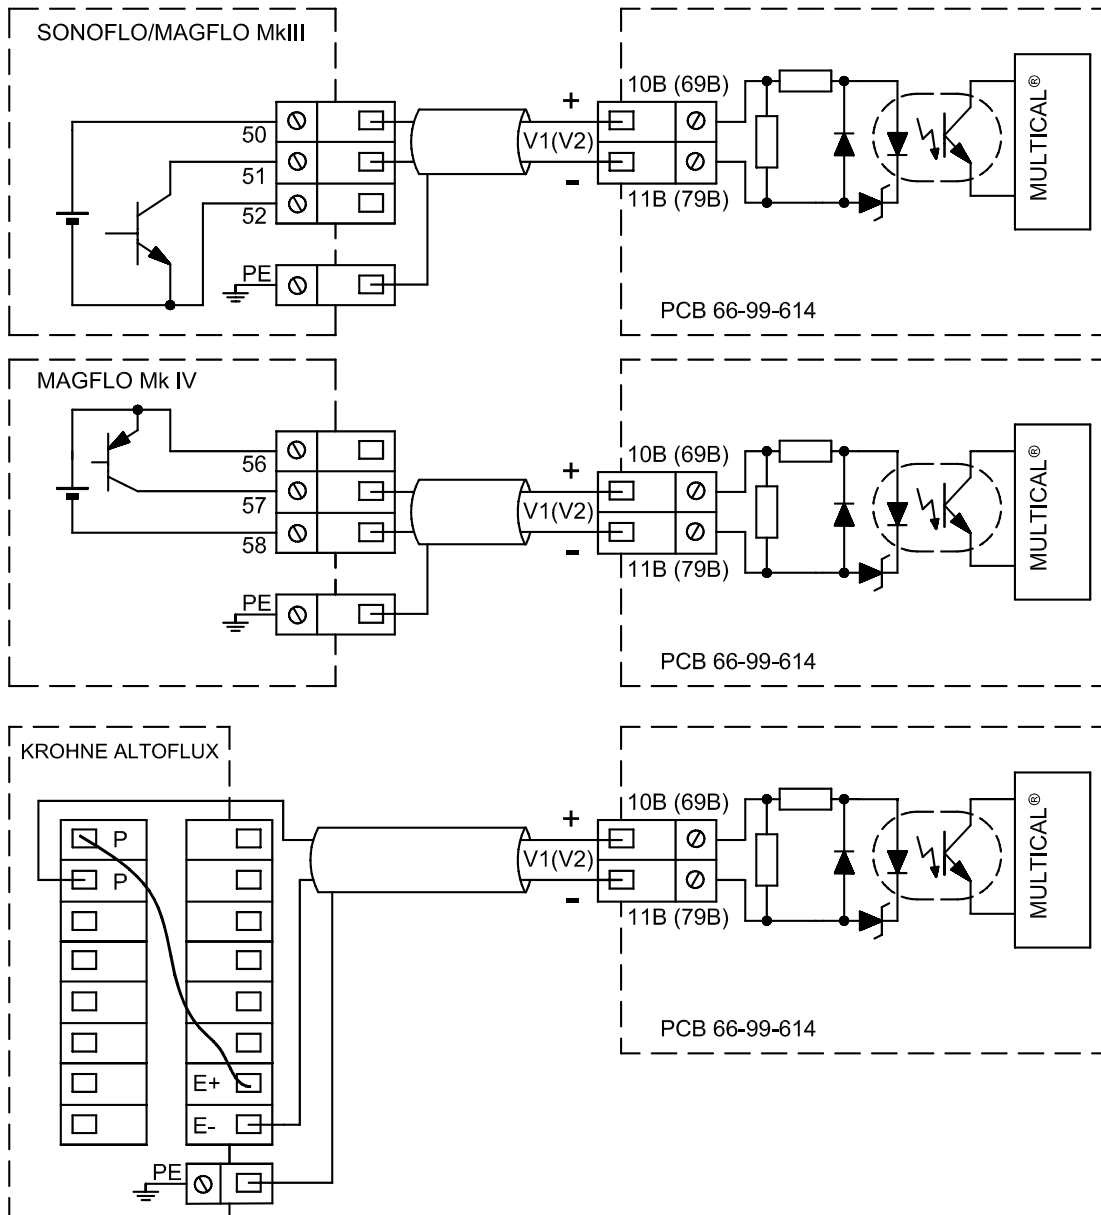 SONOFLO/MAGFLO MkIII
50
51
52
PE
+
V1(V2)
-
10B (69B)
11B (79B)
MULTICAL®
PCB 66-99-614
MAGFLO Mk IV
56
57
58
PE
+
V1(V2)
-
10B (69B)
11B (79B)
MULTICAL®
PCB 66-99-614
KROHNE ALTOFLUX
P
P
E+
E-
PE
+
V1(V2)
-
10B (69B)
11B (79B)
MULTICAL®
PCB 66-99-614